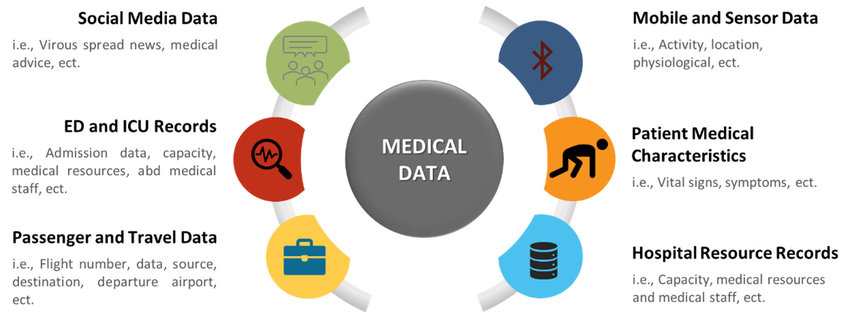 Social Media Data
i.e., Virous spread news, medical
advice, ect.
ED and ICU Records
i.e., Admission data, capacity,
medical resources, abd medical
staff, ect.
Passenger and Travel Data
i.e., Flight number, data, source,
destination, departure airport,
ect.
MEDICAL
DATA
Mobile and Sensor Data
i.e., Activity, location,
physiological, ect.
Patient Medical
Characteristics
i.e., Vital signs, symptoms, ect.
Hospital Resource Records
i.e., Capacity, medical resources
and medical staff, ect.